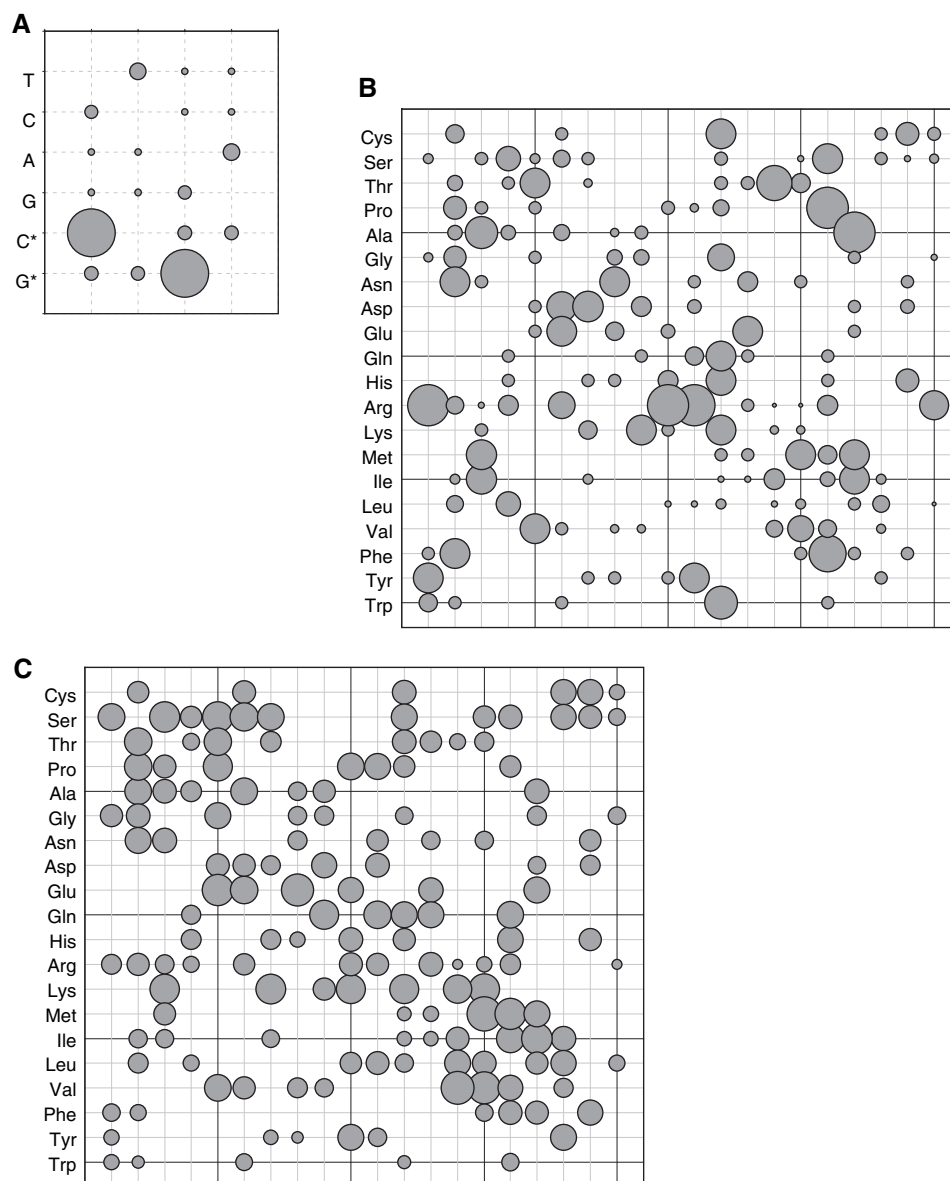 A
T
C
A
G
C*
G*
B
Cys
Ser
Thr
Pro
Ala
Gly
Asn
Asp
Glu
Gln
His
Arg
Lys
Met
Ile
Leu
Val
Phe
Tyr
Trp
C
Cys
Ser
Thr
Pro
Ala
Gly
Asn
Asp
Glu
Gln
His
Arg
Lys
Met
Ile
Leu
Val
Phe
Tyr
Trp